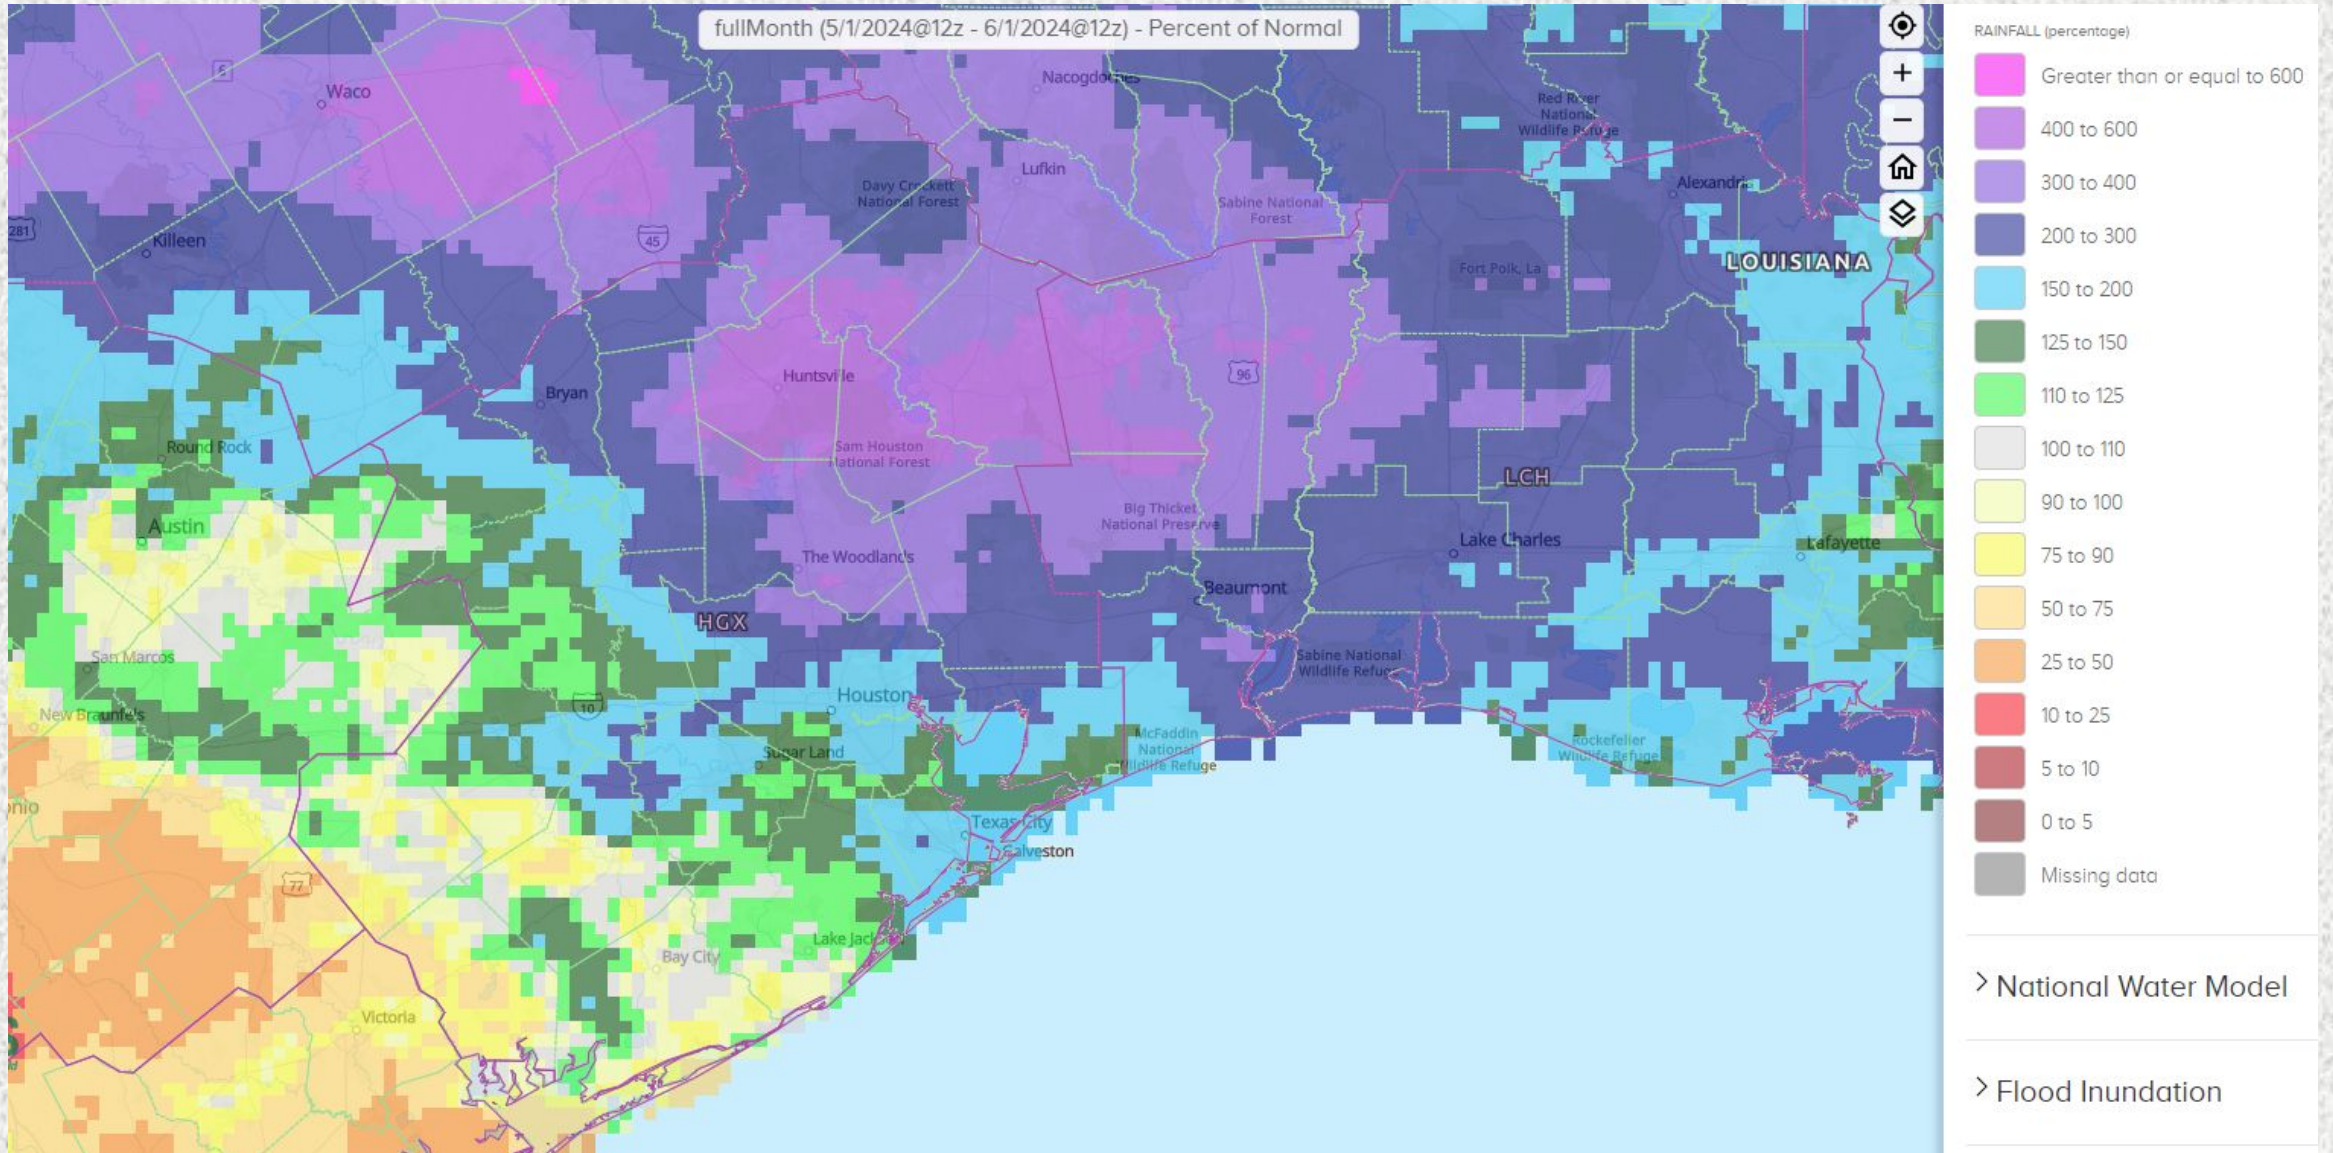 fullMonth (5/1/2024@12z - 6/1/2024@12z) - Percent of Normal
6
Waco
Nacogdoches
Red River
National
Wildlife Refuge
Lufkin
Davy Crockett
National Forest
Sabine National
Forest
Alexandria
281
Killeen
45
LOUISIANA
Fort Polk, La
Huntsville
96
Bryan
Round Rock
Sam Houston
National Forest
LCH
Austin
Big Thicket
National Preserve
The Woodlands
Lake Charles
Lafayette
Beaumont
HGX
San Marcos
Sabine National
Wildlife Refuge
New Braunfels
10
Houston
Sugar Land
McFaddin
National
Wildlife Refuge
Rockefeller
Wildlife Refuge
onio
Texas City
Galveston
77
Lake Jackson
Bay City
Victoria
RAINFALL (percentage)
Greater than or equal to 600
400 to 600
300 to 400
200 to 300
150 to 200
125 to 150
110 to 125
100 to 110
90 to 100
75 to 90
50 to 75
25 to 50
10 to 25
5 to 10
0 to 5
Missing data
National Water Model
Flood Inundation